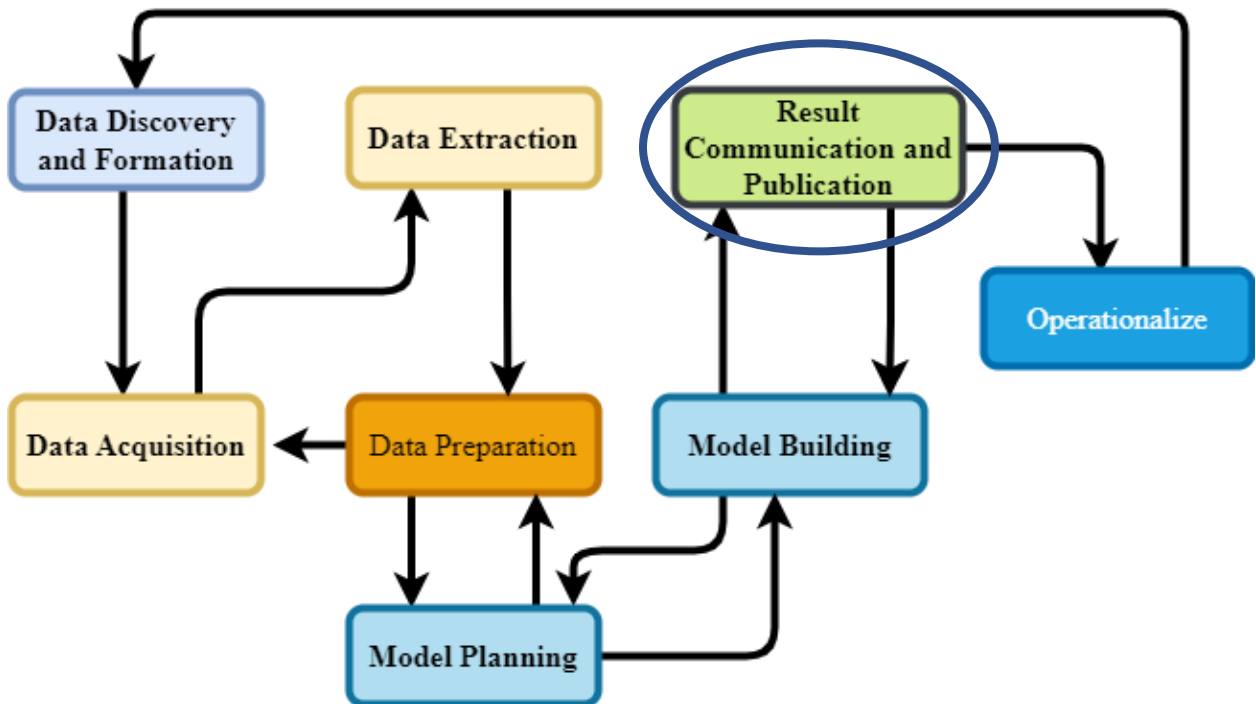 Data Discovery
and Formation
Data Extraction
Result
Communication and
Publication
Operationalize
Data Acquisition
Data Preparation
Model Building
Model Planning